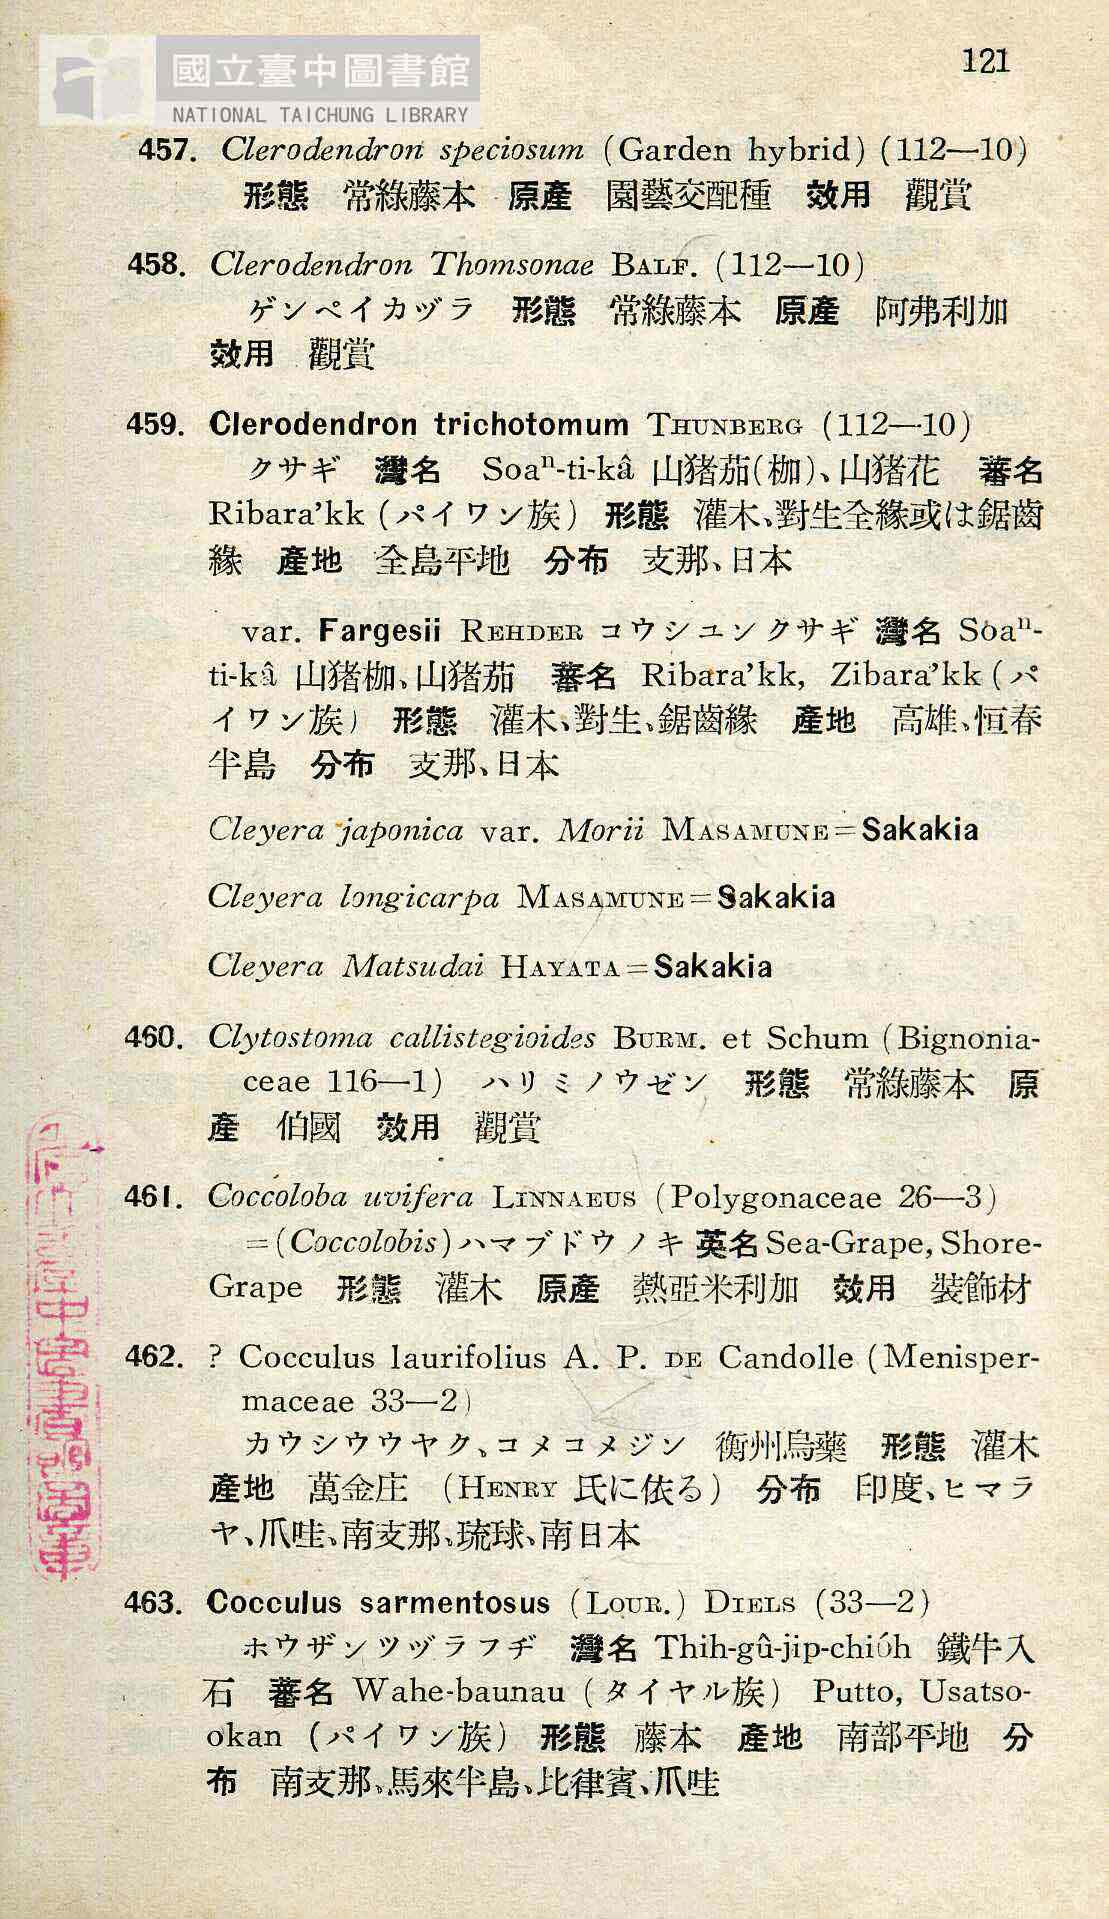 國立臺中圖書館
NATIONAL TAICHUNG LIBRARY
121
457. Clerodendron speciosum (Garden hybrid) (112—10)
形態 常綠藤本 原產 園藝交配種 效用 觀賞
458. Clerodendron Thomsonae BALF. (112—10)
ゲンペイカヅラ 形態 常綠藤本 原產 阿弗利加
效用 觀賞
459. Clerodendron trichotomum THUNBERG (112—10)
クサギ 灣名 Soaⁿ-ti-kâ 山猪茄(枷)、山猪花 蕃名
Ribara'kk (パイワン族) 形態 灌木、對生全緣或は鋸齒
緣 產地 全島平地 分布 支那、日本
var. Fargesii REHDER コウシユンクサギ 灣名 Soaⁿ-
ti-kâ 山猪枷、山猪茄 蕃名 Ribara'kk, Zibara'kk (パ
イワン族) 形態 灌木、對生、鋸齒緣 產地 高雄、恒春
半島 分布 支那、日本
Cleyera japonica var. Morii MASAMUNE=Sakakia
Cleyera longicarpa MASAMUNE=Sakakia
Cleyera Matsudai HAYATA=Sakakia
460. Clytostoma callistegioides BURM. et Schum (Bignonia-
ceae 116—1) ハリミノウゼン 形態 常綠藤本 原
產 伯國 效用 觀賞
461. Coccoloba uvifera LINNAEUS (Polygonaceae 26—3)
=(Coccolobis) ハマブドウノキ 英名 Sea-Grape, Shore-
Grape 形態 灌木 原產 熱亞米利加 效用 裝飾材
462. ? Cocculus laurifolius A. P. DE Candolle (Menisper-
maceae 33—2)
カウシウウヤク、コメコメジン 衡州烏藥 形態 灌木
產地 萬金庄 (HENRY 氏に依る) 分布 印度、ヒマラ
ヤ、爪哇、南支那、琉球、南日本
463. Cocculus sarmentosus (LOUR.) DIELS (33—2)
ホウザンツヅラフヂ 灣名 Thih-gû-jip-chióh 鐵牛入
石 蕃名 Wahe-baunau (タイヤル族) Putto, Usatso-
okan (パイワン族) 形態 藤本 產地 南部平地 分
布 南支那、馬來半島、比律賓、爪哇